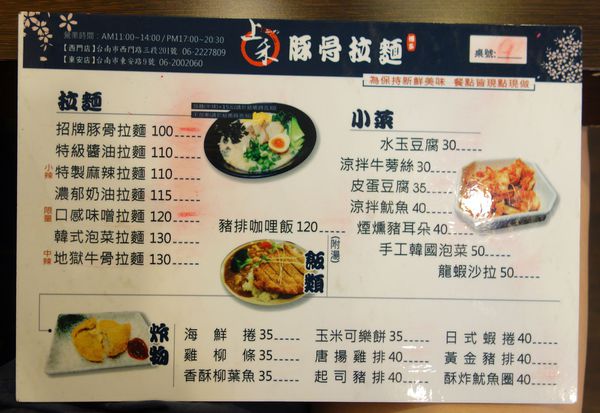 營業時間：AM11:00~14:00 / PM17:00~20:30
【西門店】台南市西門路三段201號 06-2227809
【東安店】台南市東安路9號 06-2002060
上禾
豚骨拉麵
桌號: 9
為保持新鮮美味．餐點皆現點現做
拉麵
招牌豚骨拉麵 100
特級醬油拉麵 110
小辣 特製麻辣拉麵 110
濃郁奶油拉麵 115
限量 口感味噌拉麵 120
韓式泡菜拉麵 130
中辣 地獄牛骨拉麵 130
豬排咖哩飯 120
附湯
飯類
小菜
水玉豆腐 30
涼拌牛蒡絲 30
皮蛋豆腐 35
涼拌魷魚 40
煙燻豬耳朵 40
手工韓國泡菜 50
龍蝦沙拉 50
炸物
海鮮捲 35
雞柳條 35
香酥柳葉魚 35
玉米可樂餅 35
唐揚雞排 40
起司豬排 40
日式蝦捲 40
黃金豬排 40
酥炸魷魚圈 40